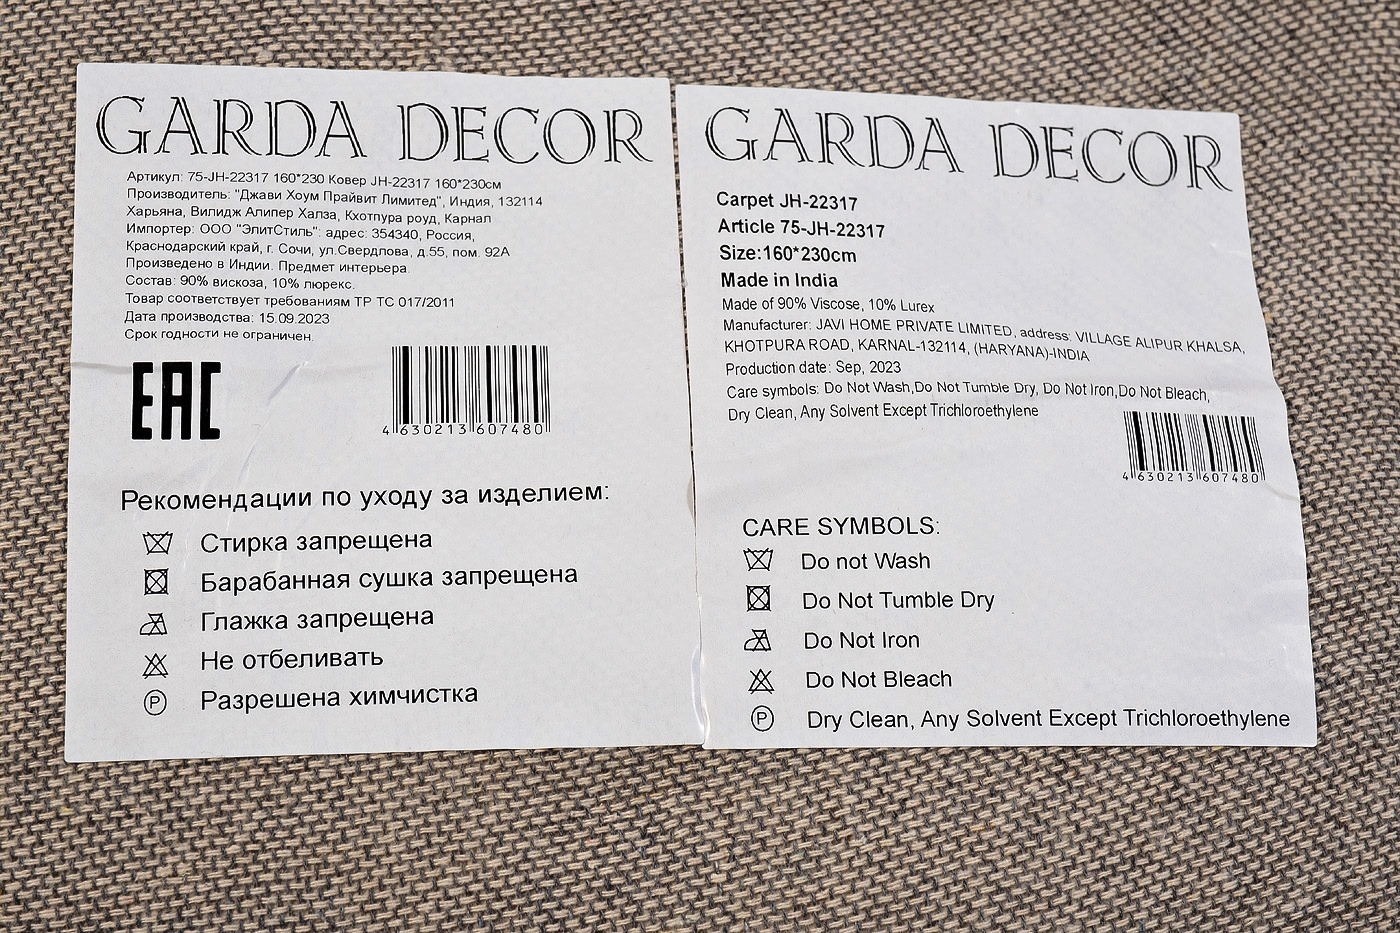 GARDA DECOR
Артикул: 75-JH-22317 160*230 Ковер JH-22317 160*230см
Производитель: "Джави Хоум Прайвит Лимитед", Индия, 132114
Харьяна, Вилидж Алипер Халза, Кхотпура роуд, Карнал
Импортер: ООО "ЭлитСтиль": адрес: 354340, Россия,
Краснодарский край, г. Сочи, ул.Свердлова, д.55, пом. 92А
Произведено в Индии. Предмет интерьера.
Состав: 90% вискоза, 10% люрекс.
Товар соответствует требованиям ТР ТС 017/2011
Дата производства: 15.09.2023
Срок годности не ограничен.
EAC
4 630213 607480
Рекомендации по уходу за изделием:
Стирка запрещена
Барабанная сушка запрещена
Глажка запрещена
Не отбеливать
P Разрешена химчистка
GARDA DECOR
Carpet JH-22317
Article 75-JH-22317
Size:160*230cm
Made in India
Made of 90% Viscose, 10% Lurex
Manufacturer: JAVI HOME PRIVATE LIMITED, address: VILLAGE ALIPUR KHALSA,
KHOTPURA ROAD, KARNAL-132114, (HARYANA)-INDIA
Production date: Sep, 2023
Care symbols: Do Not Wash,Do Not Tumble Dry, Do Not Iron,Do Not Bleach,
Dry Clean, Any Solvent Except Trichloroethylene
4 630213 607480
CARE SYMBOLS:
Do not Wash
Do Not Tumble Dry
Do Not Iron
Do Not Bleach
P Dry Clean, Any Solvent Except Trichloroethylene